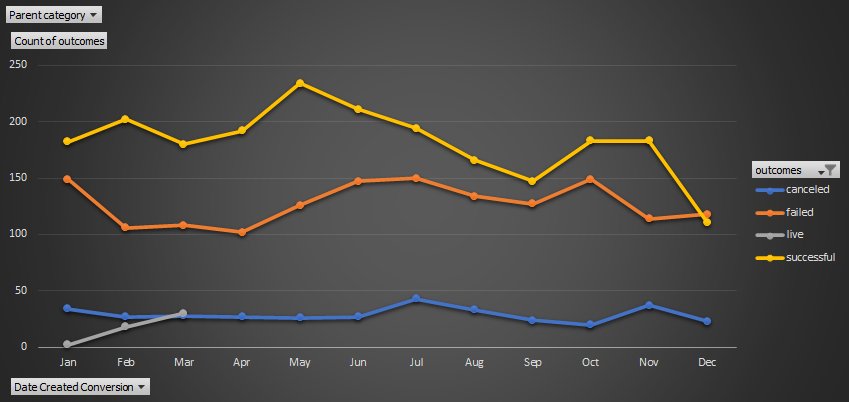 Parent category
Count of outcomes
250
200
150
100
50
0
Jan Feb Mar Apr May Jun Jul Aug Sep Oct Nov Dec
outcomes
canceled
failed
live
successful
Date Created Conversion